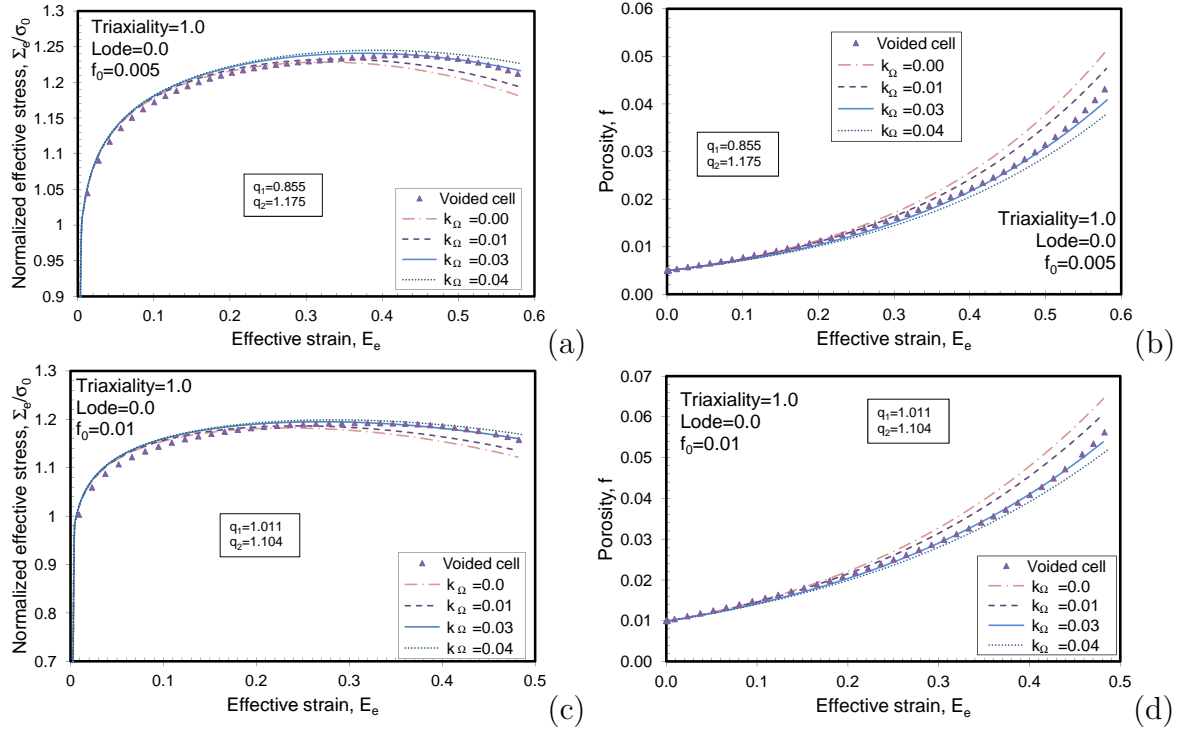 Normalized effective stress, Σe/σ0
1.3
1.25
1.2
1.15
1.1
1.05
1
0.95
0.9
Triaxiality=1.0
Lode=0.0
f0=0.005
q1=0.855
q2=1.175
Voided cell
kΩ =0.00
kΩ =0.01
kΩ =0.03
kΩ =0.04
0 0.1 0.2 0.3 0.4 0.5 0.6
Effective strain, Ee
(a)
Porosity, f
0.06
0.05
0.04
0.03
0.02
0.01
0.00
Voided cell
kΩ =0.00
kΩ =0.01
kΩ =0.03
kΩ =0.04
q1=0.855
q2=1.175
Triaxiality=1.0
Lode=0.0
f0=0.005
0.0 0.1 0.2 0.3 0.4 0.5 0.6
Effective strain, Ee
(b)
Normalized effective stress, Σe/σ0
1.3
1.2
1.1
1
0.9
0.8
0.7
Triaxiality=1.0
Lode=0.0
f0=0.01
q1=1.011
q2=1.104
Voided cell
kΩ =0.0
kΩ =0.01
kΩ =0.03
kΩ =0.04
0 0.1 0.2 0.3 0.4 0.5
Effective strain, Ee
(c)
Porosity, f
0.07
0.06
0.05
0.04
0.03
0.02
0.01
0.00
Triaxiality=1.0
Lode=0.0
f0=0.01
q1=1.011
q2=1.104
Voided cell
kΩ =0.0
kΩ =0.01
kΩ =0.03
kΩ =0.04
0.0 0.1 0.2 0.3 0.4 0.5
Effective strain, Ee
(d)